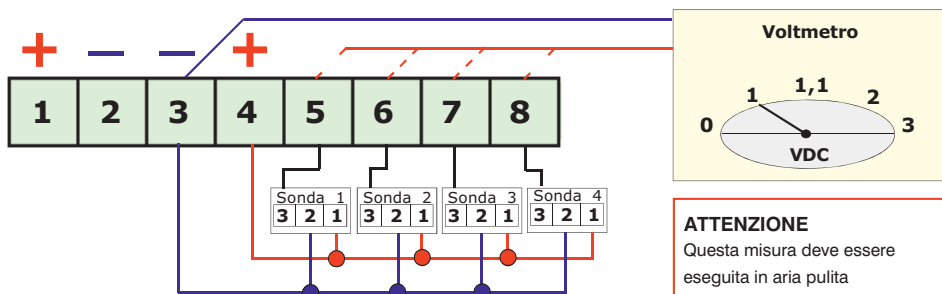 + − − +
1 2 3 4 5 6 7 8
Voltmetro
0 1 1,1 2 3
VDC
Sonda 1 Sonda 2 Sonda 3 Sonda 4
3 2 1 3 2 1 3 2 1 3 2 1
ATTENZIONE
Questa misura deve essere
eseguita in aria pulita